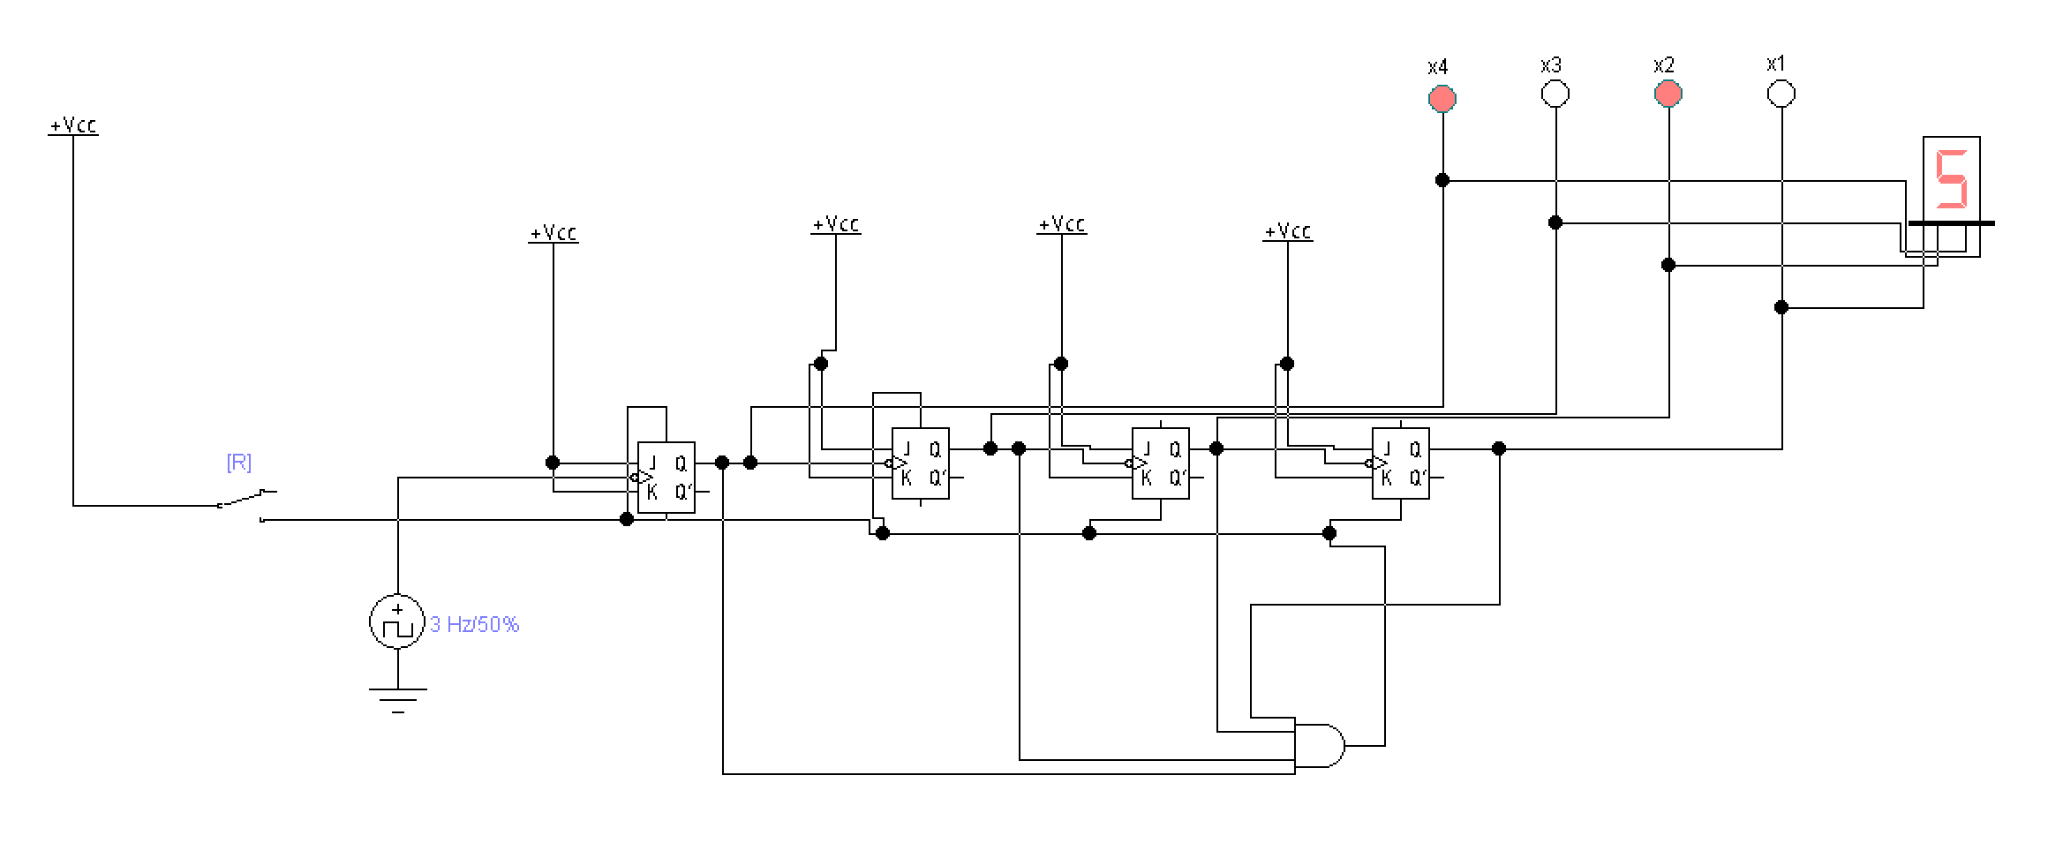 x4 x3 x2 x1
+Vcc
5
+Vcc +Vcc +Vcc +Vcc
[R]
J Q J Q J Q J Q
K Q' K Q' K Q' K Q'
+
3 Hz/50%